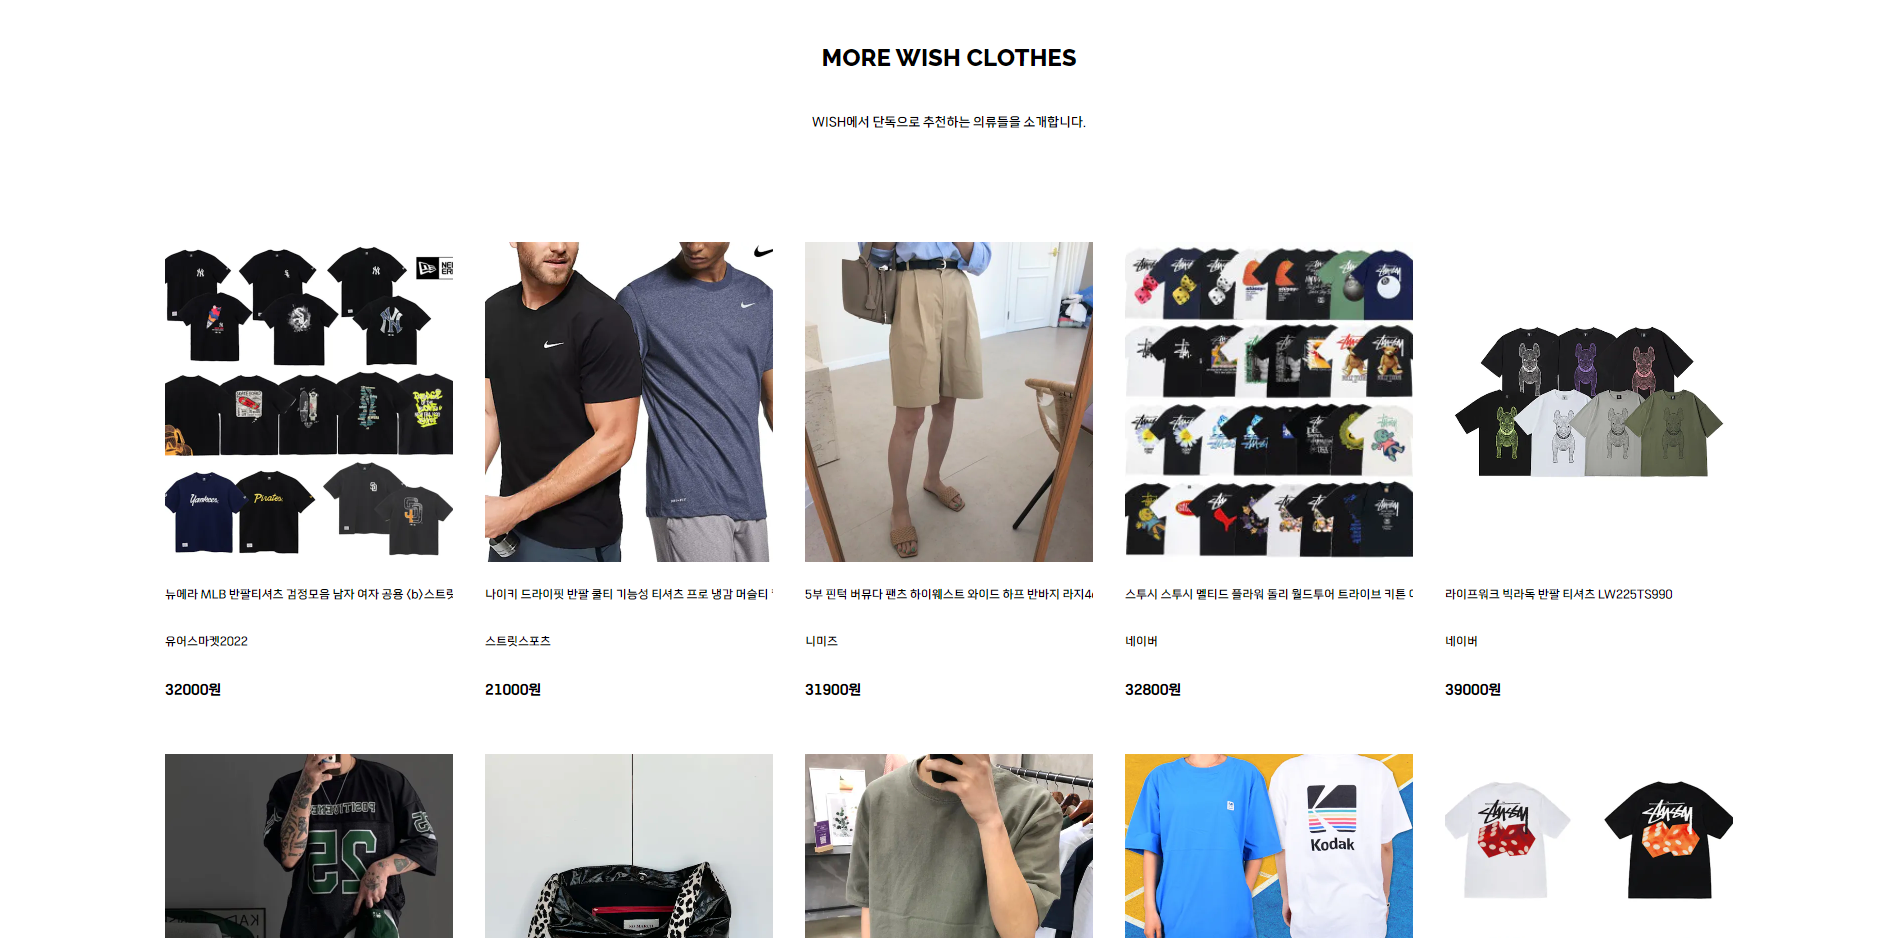 MORE WISH CLOTHES
WISH에서 단독으로 추천하는 의류들을 소개합니다.
뉴에라 MLB 반팔티셔츠 검정모음 남자 여자 공용 <b>스트릿
유어스마켓2022
32000원
나이키 드라이핏 반팔 쿨티 기능성 티셔츠 프로 냉감 머슬티
스트릿스포츠
21000원
5부 핀턱 버뮤다 팬츠 하이웨스트 와이드 하프 반바지 라지
니미즈
31900원
스투시 스투시 멜티드 플라워 돌리 월드투어 트라이브 키튼
네이버
32800원
라이프워크 빅라독 반팔 티셔츠 LW225TS990
네이버
39000원
Yankees
Pirates
25
Kodak
Stussy
Stussy